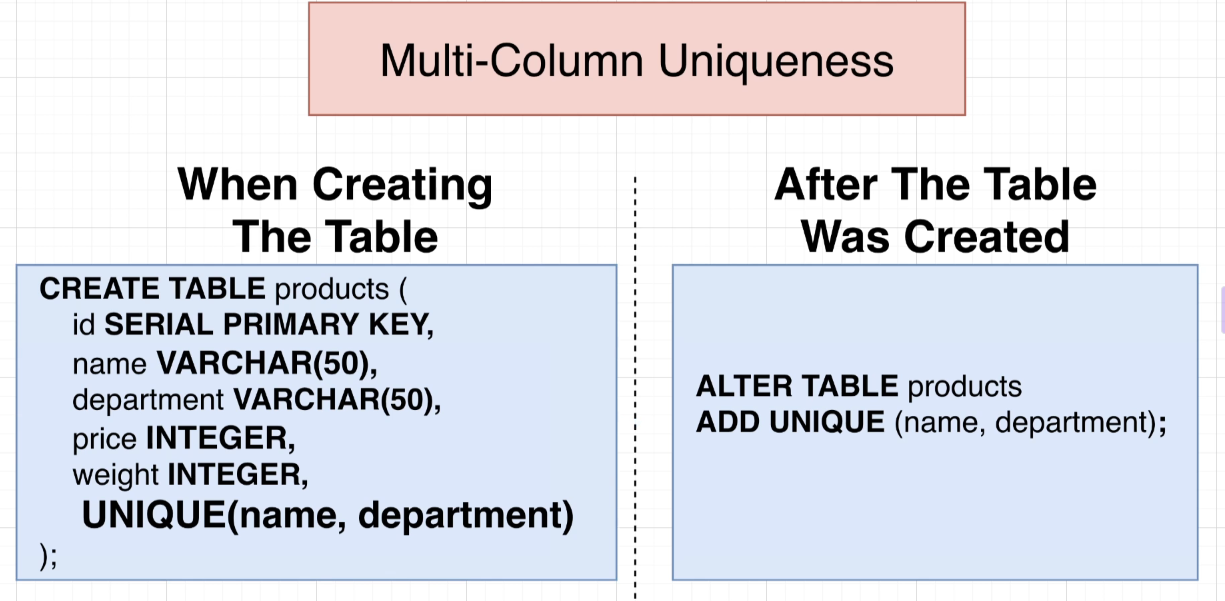 Multi-Column Uniqueness
When Creating
The Table
CREATE TABLE products (
id SERIAL PRIMARY KEY,
name VARCHAR(50),
department VARCHAR(50),
price INTEGER,
weight INTEGER,
UNIQUE(name, department)
);
After The Table
Was Created
ALTER TABLE products
ADD UNIQUE (name, department);